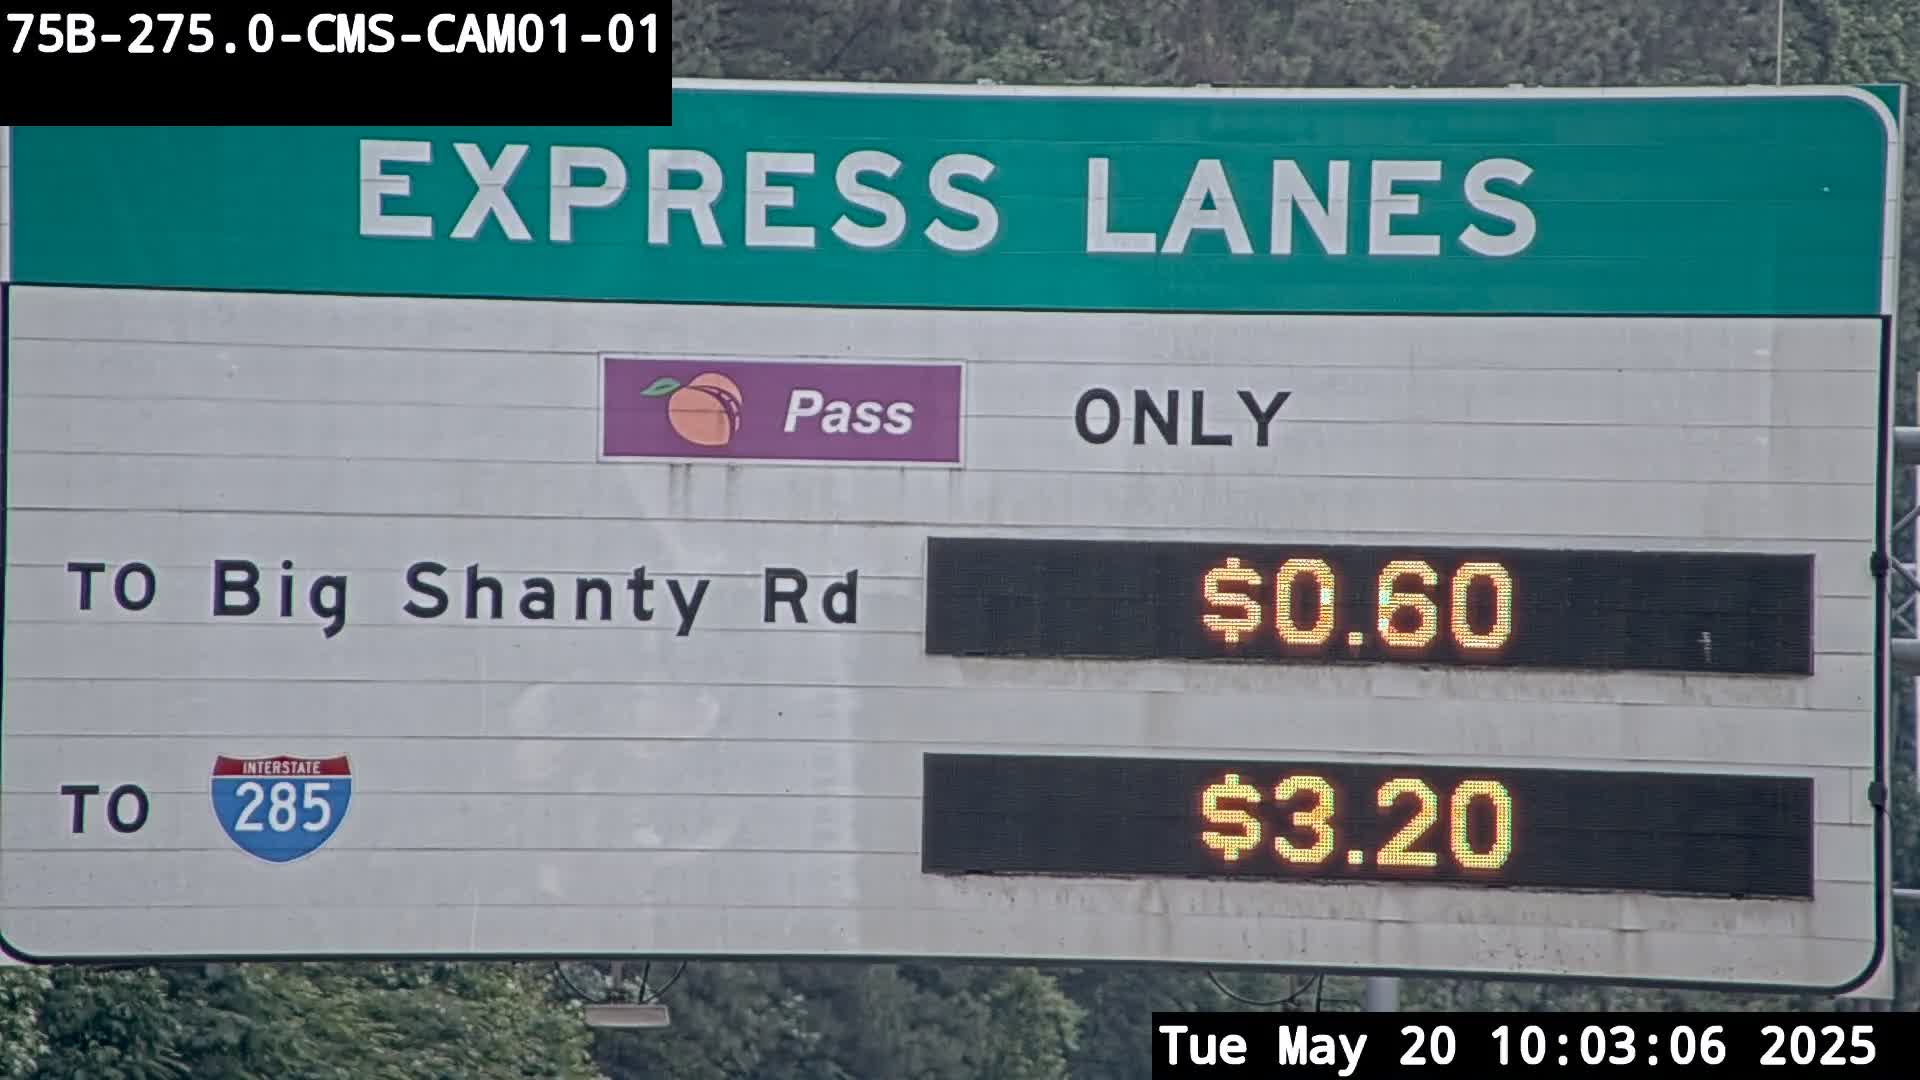 75B-275.0-CMS-CAM01-01
EXPRESS LANES
Pass ONLY
TO Big Shanty Rd $0.60
TO INTERSTATE 285 $3.20
Tue May 20 10:03:06 2025